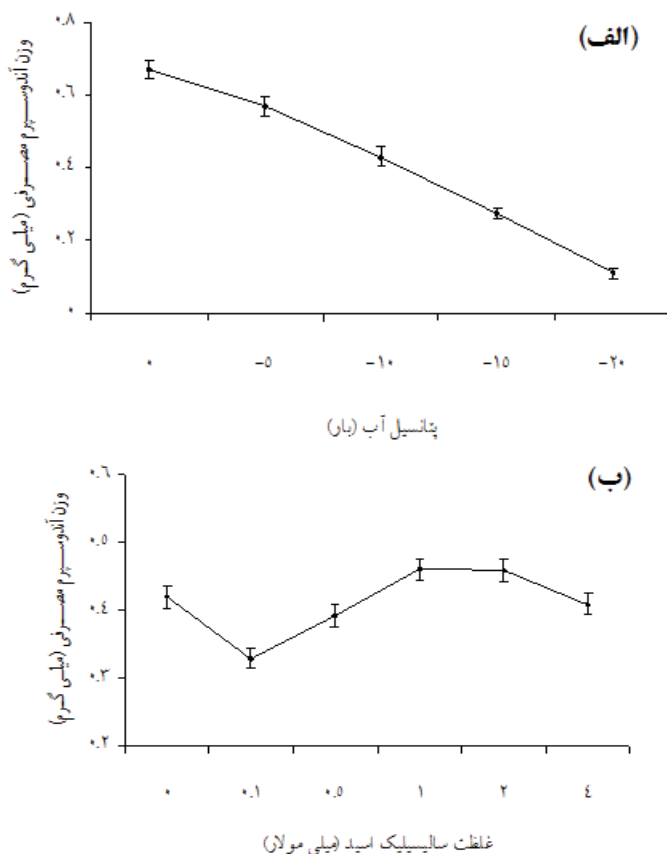 (الف)
۰.۸
۰.۶
۰.۴
۰.۲
۰
وزن آندوسپرم مصرفی (میلی گرم)
۰ -۵ -۱۰ -۱۵ -۲۰
پتانسیل آب (بار)
(ب)
۰.۶
۰.۵
۰.۴
۰.۳
۰.۲
وزن آندوسپرم مصرفی (میلی گرم)
۰ ۰.۱ ۰.۵ ۱ ۲ ٤
غلظت سالیسیلیک اسید (میلی مولار)